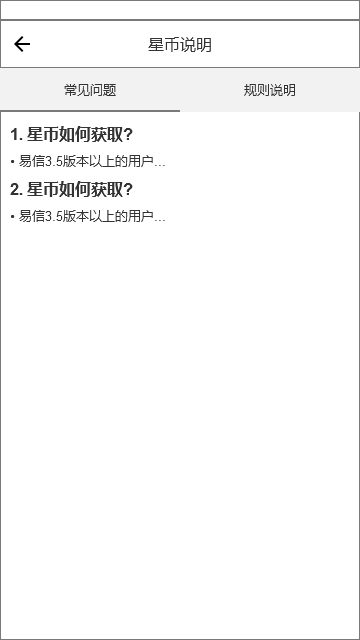 星币说明
常见问题
规则说明
1. 星币如何获取?
• 易信3.5版本以上的用户...
2. 星币如何获取?
• 易信3.5版本以上的用户...